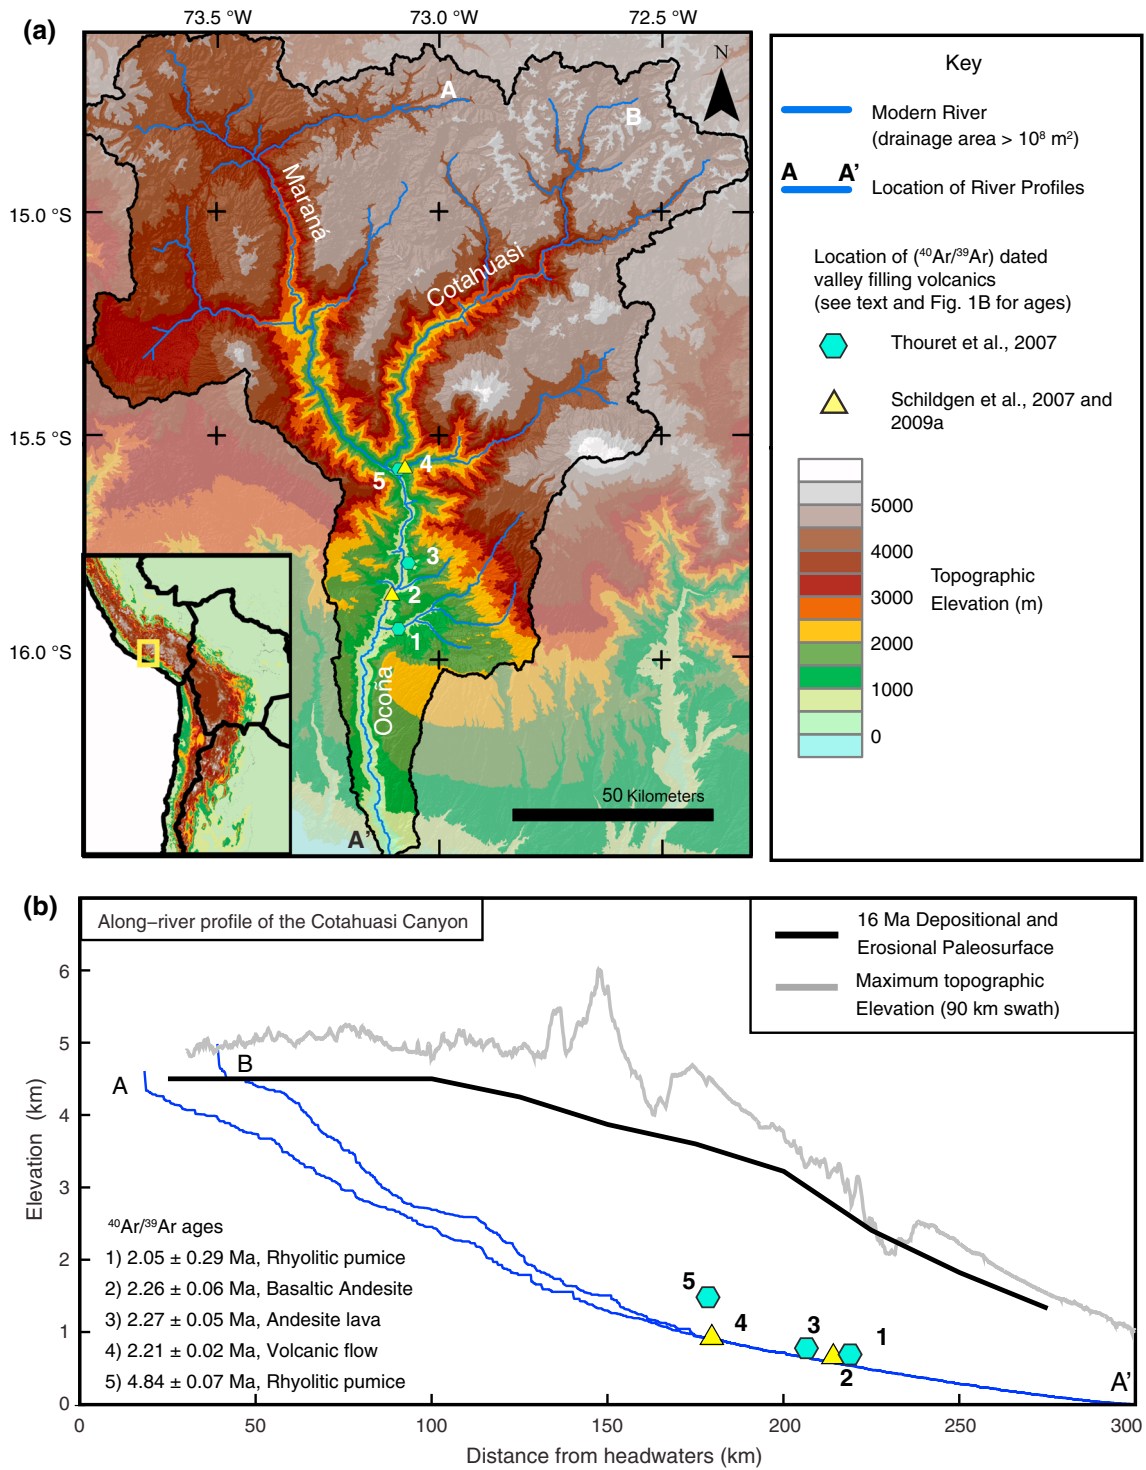 (a)
73.5 °W
73.0 °W
72.5 °W
15.0 °S
15.5 °S
16.0 °S
N
A
B
Maraná
Cotahuasi
4
5
3
2
1
Ocoña
50 Kilometers
A'
Key
Modern River
(drainage area > 10⁸ m²)
A A'
Location of River Profiles
Location of (⁴⁰Ar/³⁹Ar) dated
valley filling volcanics
(see text and Fig. 1B for ages)
Thouret et al., 2007
Schildgen et al., 2007 and
2009a
5000
4000
3000
2000
1000
0
Topographic
Elevation (m)
(b)
Along–river profile of the Cotahuasi Canyon
16 Ma Depositional and
Erosional Paleosurface
Maximum topographic
Elevation (90 km swath)
6
5
4
3
2
1
0
Elevation (km)
A
B
⁴⁰Ar/³⁹Ar ages
1) 2.05 ± 0.29 Ma, Rhyolitic pumice
2) 2.26 ± 0.06 Ma, Basaltic Andesite
3) 2.27 ± 0.05 Ma, Andesite lava
4) 2.21 ± 0.02 Ma, Volcanic flow
5) 4.84 ± 0.07 Ma, Rhyolitic pumice
5
4
3
1
2
A'
0 50 100 150 200 250 300
Distance from headwaters (km)